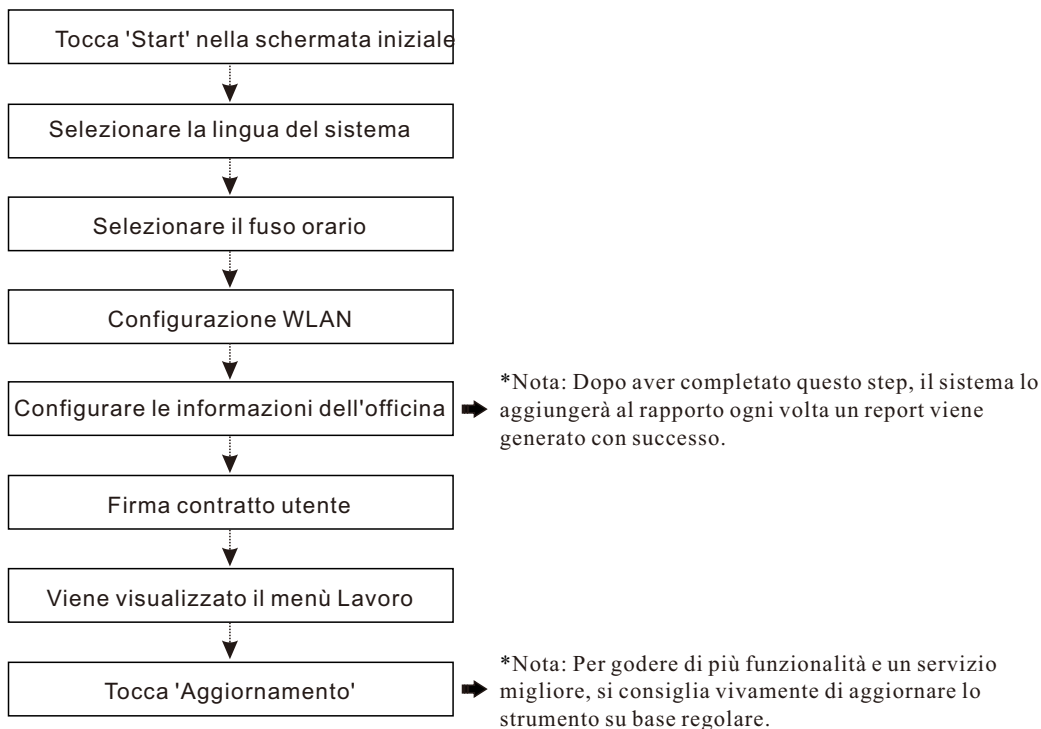 Tocca 'Start' nella schermata iniziale
Selezionare la lingua del sistema
Selezionare il fuso orario
Configurazione WLAN
Configurare le informazioni dell'officina
*Nota: Dopo aver completato questo step, il sistema lo
aggiungerà al rapporto ogni volta un report viene
generato con successo.
Firma contratto utente
Viene visualizzato il menù Lavoro
Tocca 'Aggiornamento'
*Nota: Per godere di più funzionalità e un servizio
migliore, si consiglia vivamente di aggiornare lo
strumento su base regolare.